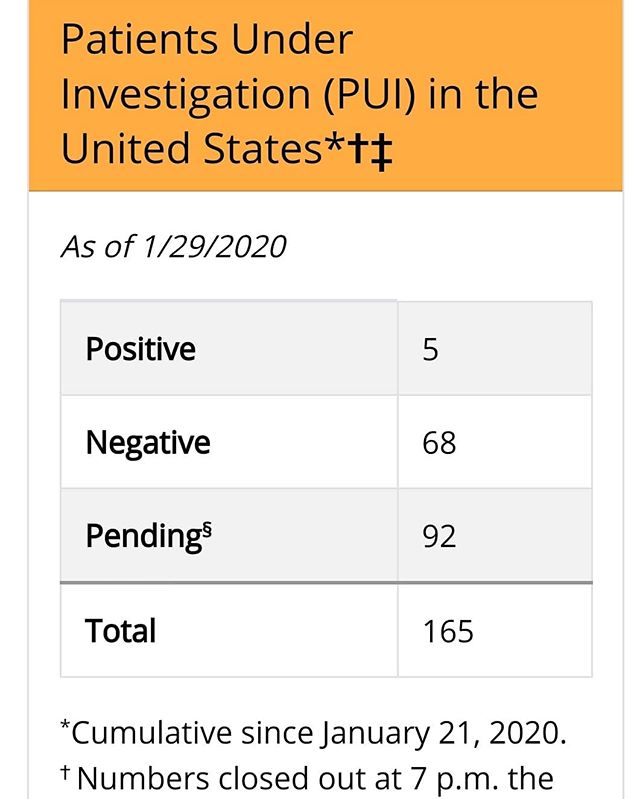 Patients Under
Investigation (PUI) in the
United States*†‡
As of 1/29/2020
Positive 5
Negative 68
Pending§ 92
Total 165
*Cumulative since January 21, 2020.
† Numbers closed out at 7 p.m. the